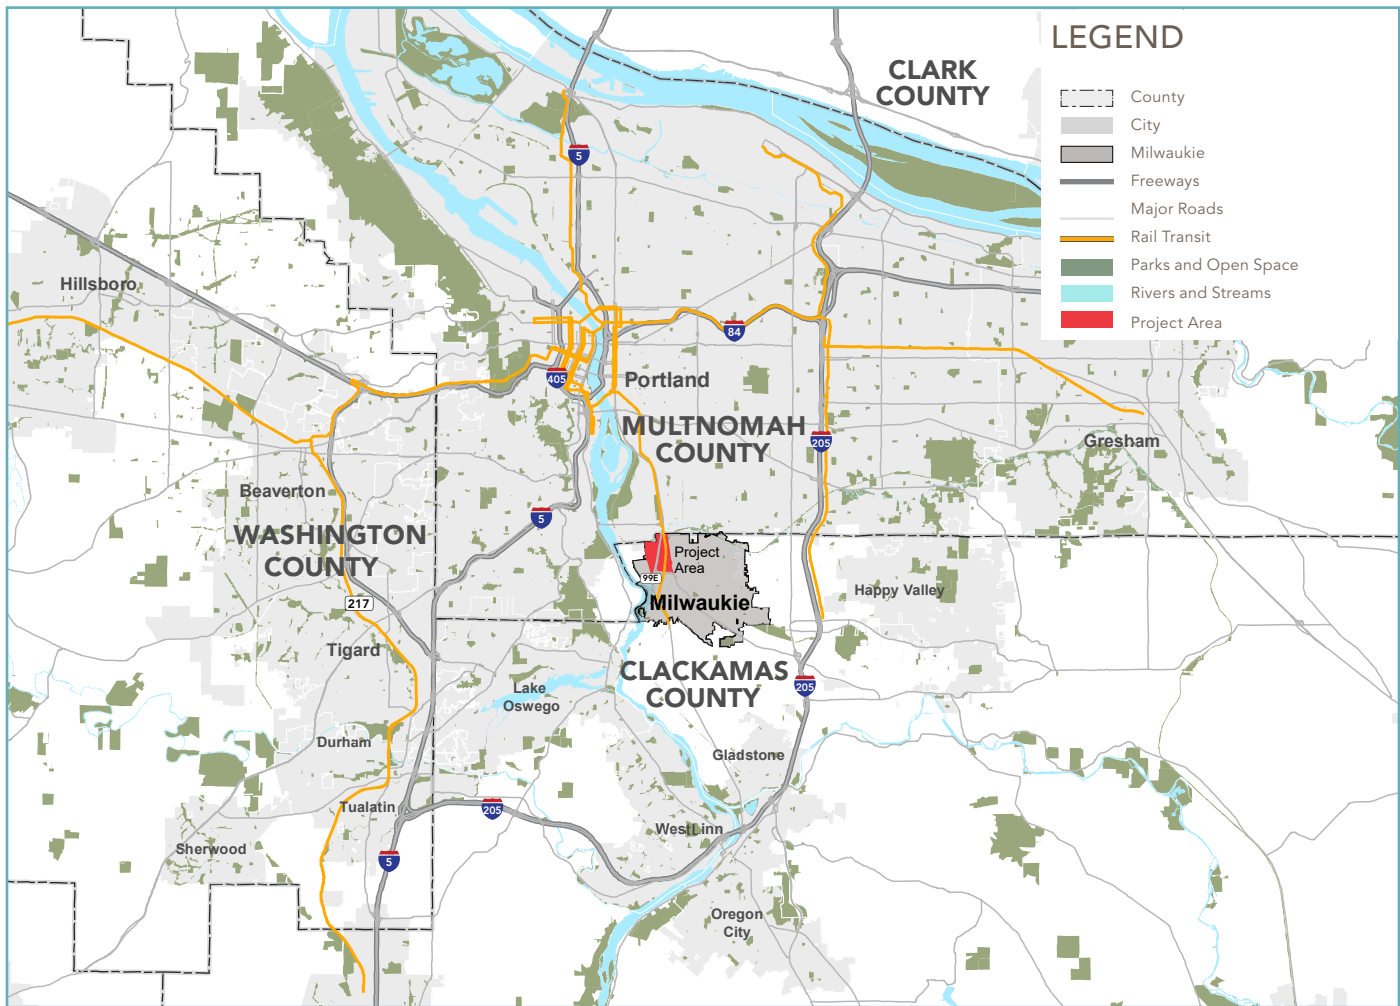 LEGEND
County
City
Milwaukie
Freeways
Major Roads
Rail Transit
Parks and Open Space
Rivers and Streams
Project Area
CLARK
COUNTY
5
Hillsboro
84
405
Portland
MULTNOMAH
COUNTY
205
Gresham
Beaverton
5
WASHINGTON
COUNTY
Project
Area
99E
Happy Valley
217
Milwaukie
Tigard
CLACKAMAS
COUNTY
205
Lake
Oswego
Durham
Gladstone
Tualatin
205
West Linn
Sherwood
5
Oregon
City